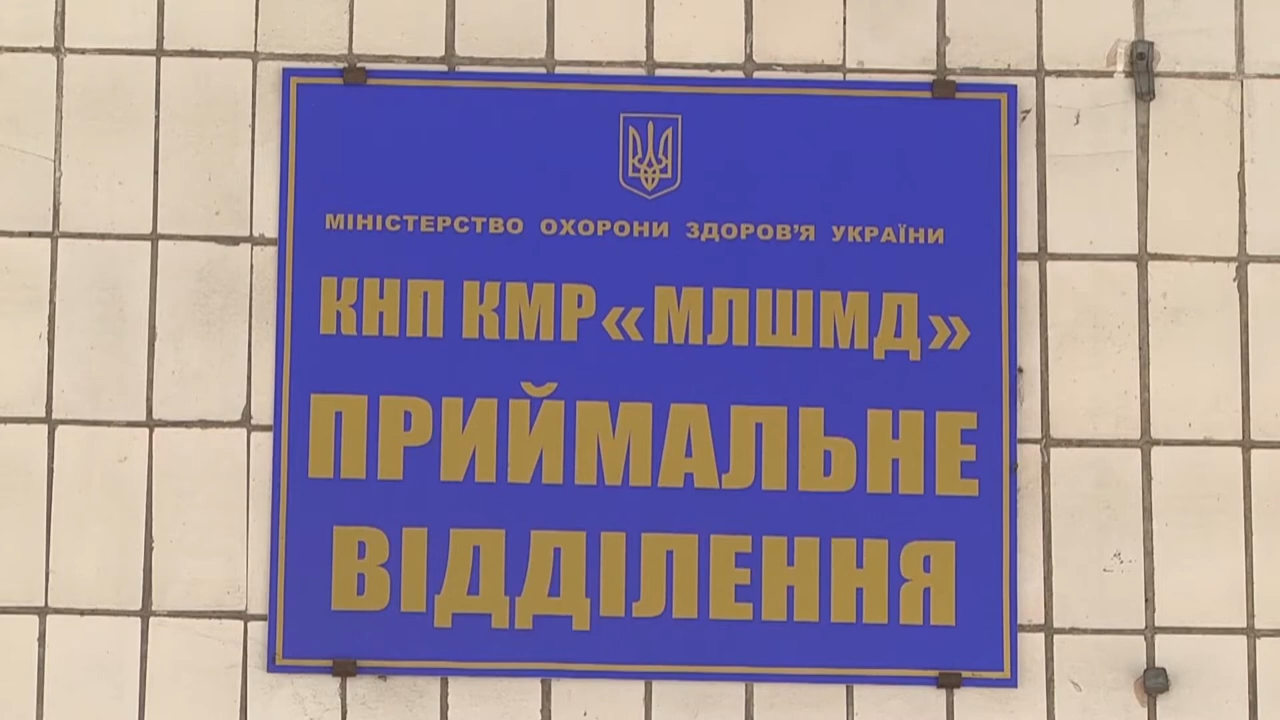 МІНІСТЕРСТВО ОХОРОНИ ЗДОРОВ'Я УКРАЇНИ
КНП КМР «МЛШМД»
ПРИЙМАЛЬНЕ
ВІДДІЛЕННЯ